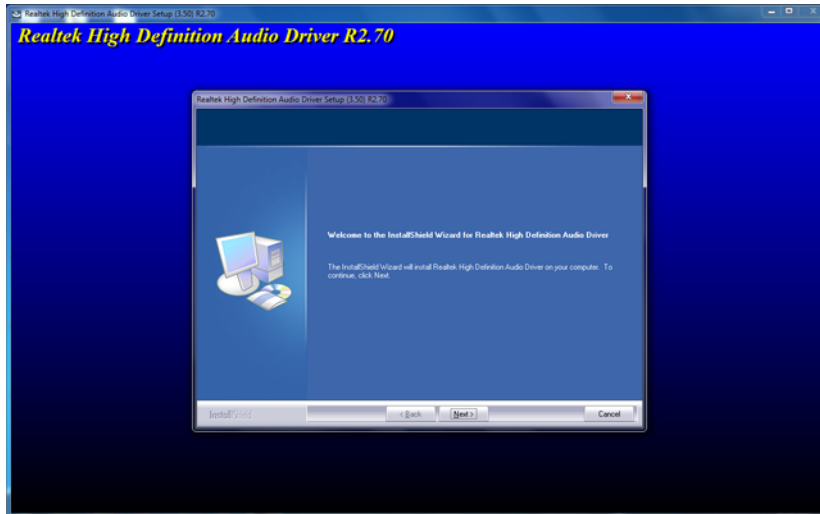 Realtek High Definition Audio Driver Setup (3.50) R2.70
Realtek High Definition Audio Driver R2.70
Realtek High Definition Audio Driver Setup (3.50) R2.70
Welcome to the InstallShield Wizard for Realtek High Definition Audio Driver
The InstallShield Wizard will install Realtek High Definition Audio Driver on your computer. To
continue, click Next.
InstallShield
< Back Next > Cancel